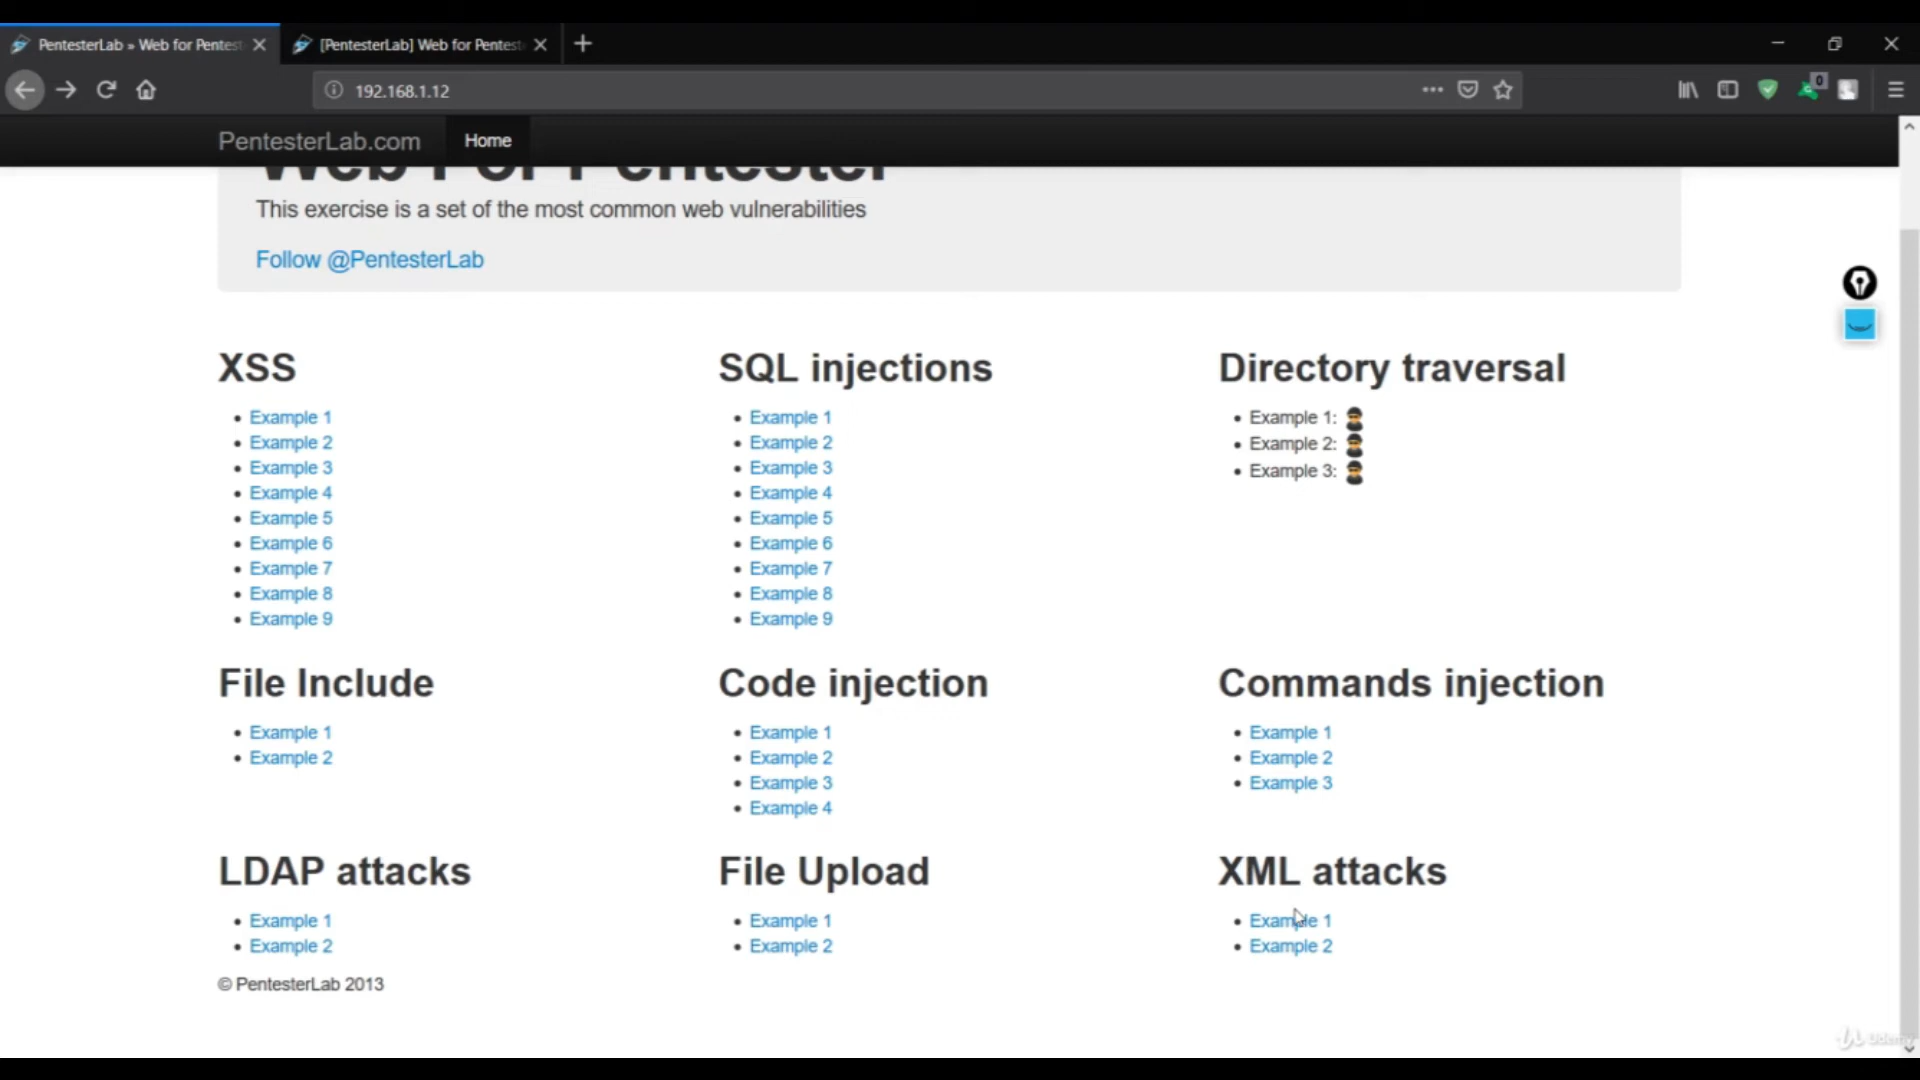 PentesterLab » Web for Pentest
[PentesterLab] Web for Pentest
192.168.1.12
0
PentesterLab.com
Home
Web For Pentester
This exercise is a set of the most common web vulnerabilities
Follow @PentesterLab
XSS
Example 1
Example 2
Example 3
Example 4
Example 5
Example 6
Example 7
Example 8
Example 9
SQL injections
Example 1
Example 2
Example 3
Example 4
Example 5
Example 6
Example 7
Example 8
Example 9
Directory traversal
Example 1:
Example 2:
Example 3:
File Include
Example 1
Example 2
Code injection
Example 1
Example 2
Example 3
Example 4
Commands injection
Example 1
Example 2
Example 3
LDAP attacks
Example 1
Example 2
File Upload
Example 1
Example 2
XML attacks
Example 1
Example 2
© PentesterLab 2013
Udemy